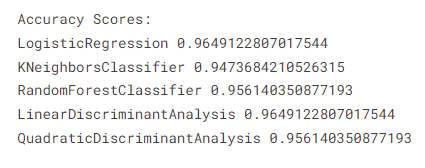 Accuracy Scores:
LogisticRegression 0.9649122807017544
KNeighborsClassifier 0.9473684210526315
RandomForestClassifier 0.956140350877193
LinearDiscriminantAnalysis 0.9649122807017544
QuadraticDiscriminantAnalysis 0.956140350877193